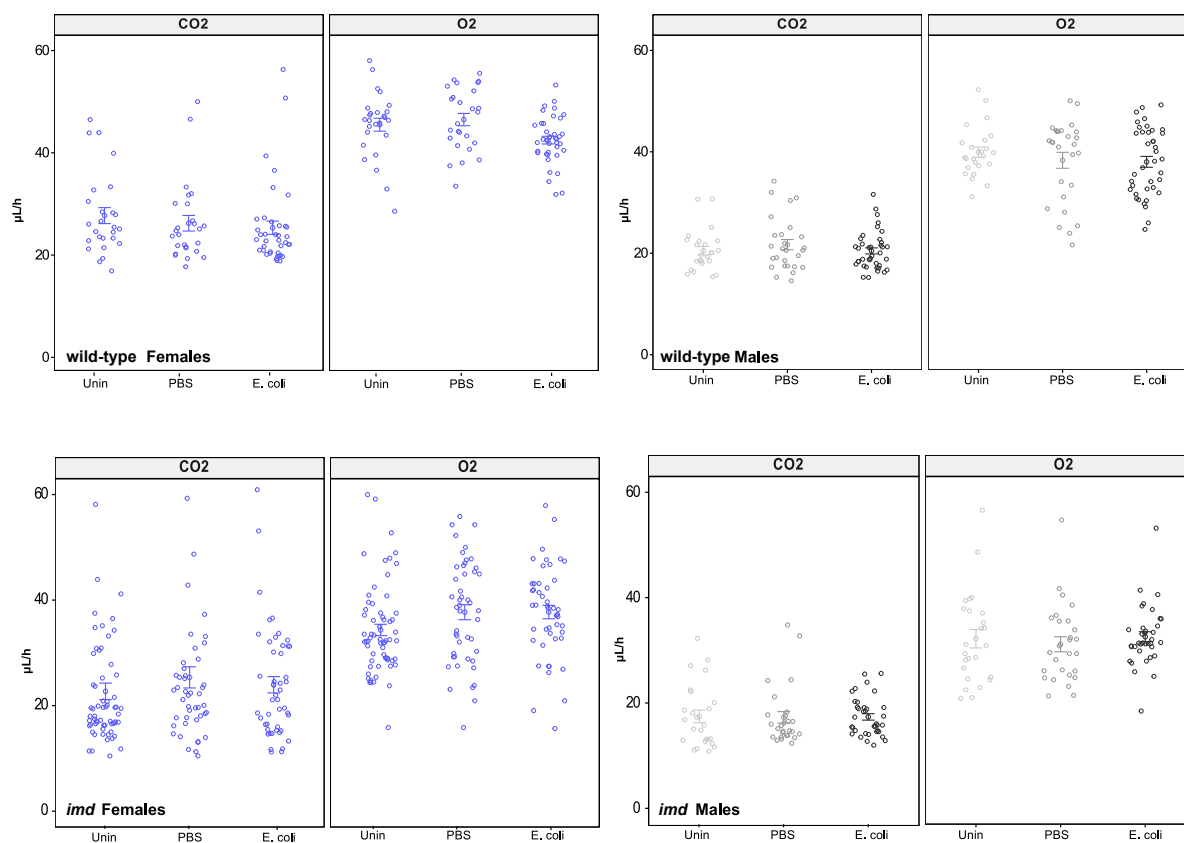 CO2 O2
60
40
µL/h
20
0
wild-type Females
Unin PBS E. coli Unin PBS E. coli
CO2 O2
60
40
µL/h
20
0
wild-type Males
Unin PBS E. coli Unin PBS E. coli
CO2 O2
60
40
µL/h
20
0
imd Females
Unin PBS E. coli Unin PBS E. coli
CO2 O2
60
40
µL/h
20
0
imd Males
Unin PBS E. coli Unin PBS E. coli